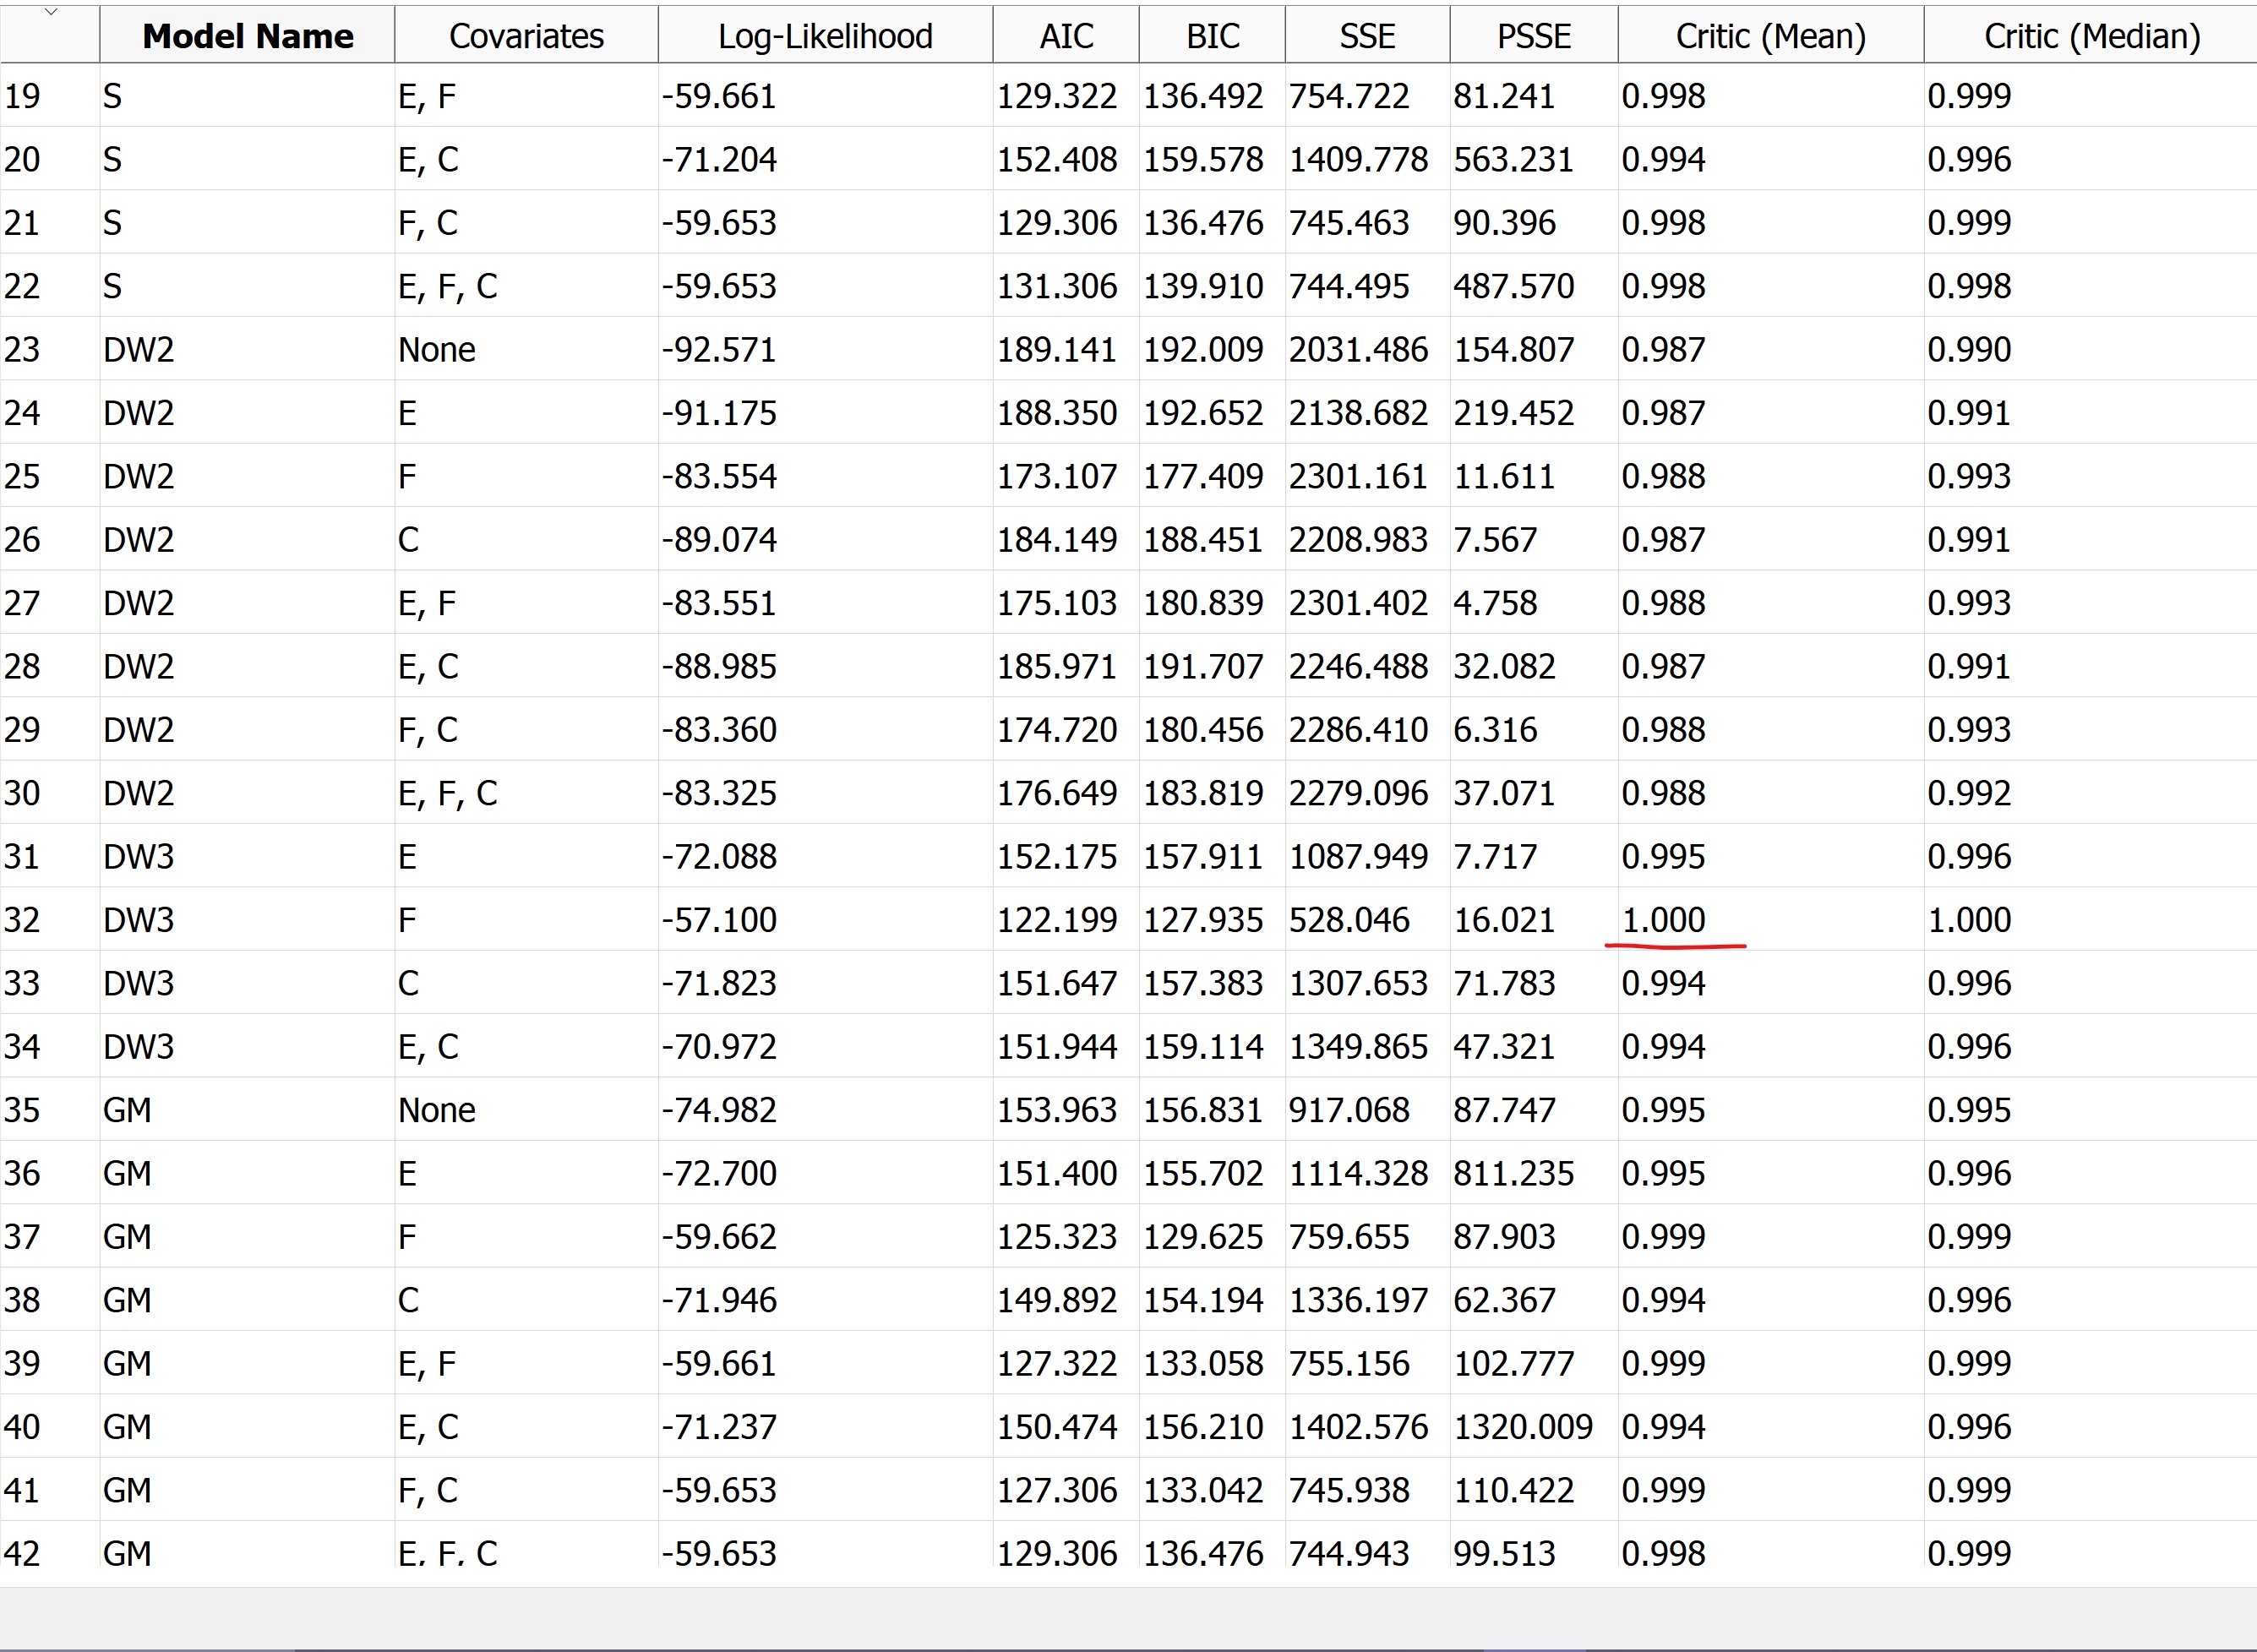 Model Name Covariates Log-Likelihood AIC BIC SSE PSSE Critic (Mean) Critic (Median)
19 S E, F -59.661 129.322 136.492 754.722 81.241 0.998 0.999
20 S E, C -71.204 152.408 159.578 1409.778 563.231 0.994 0.996
21 S F, C -59.653 129.306 136.476 745.463 90.396 0.998 0.999
22 S E, F, C -59.653 131.306 139.910 744.495 487.570 0.998 0.998
23 DW2 None -92.571 189.141 192.009 2031.486 154.807 0.987 0.990
24 DW2 E -91.175 188.350 192.652 2138.682 219.452 0.987 0.991
25 DW2 F -83.554 173.107 177.409 2301.161 11.611 0.988 0.993
26 DW2 C -89.074 184.149 188.451 2208.983 7.567 0.987 0.991
27 DW2 E, F -83.551 175.103 180.839 2301.402 4.758 0.988 0.993
28 DW2 E, C -88.985 185.971 191.707 2246.488 32.082 0.987 0.991
29 DW2 F, C -83.360 174.720 180.456 2286.410 6.316 0.988 0.993
30 DW2 E, F, C -83.325 176.649 183.819 2279.096 37.071 0.988 0.992
31 DW3 E -72.088 152.175 157.911 1087.949 7.717 0.995 0.996
32 DW3 F -57.100 122.199 127.935 528.046 16.021 1.000 1.000
33 DW3 C -71.823 151.647 157.383 1307.653 71.783 0.994 0.996
34 DW3 E, C -70.972 151.944 159.114 1349.865 47.321 0.994 0.996
35 GM None -74.982 153.963 156.831 917.068 87.747 0.995 0.995
36 GM E -72.700 151.400 155.702 1114.328 811.235 0.995 0.996
37 GM F -59.662 125.323 129.625 759.655 87.903 0.999 0.999
38 GM C -71.946 149.892 154.194 1336.197 62.367 0.994 0.996
39 GM E, F -59.661 127.322 133.058 755.156 102.777 0.999 0.999
40 GM E, C -71.237 150.474 156.210 1402.576 1320.009 0.994 0.996
41 GM F, C -59.653 127.306 133.042 745.938 110.422 0.999 0.999
42 GM E, F, C -59.653 129.306 136.476 744.943 99.513 0.998 0.999